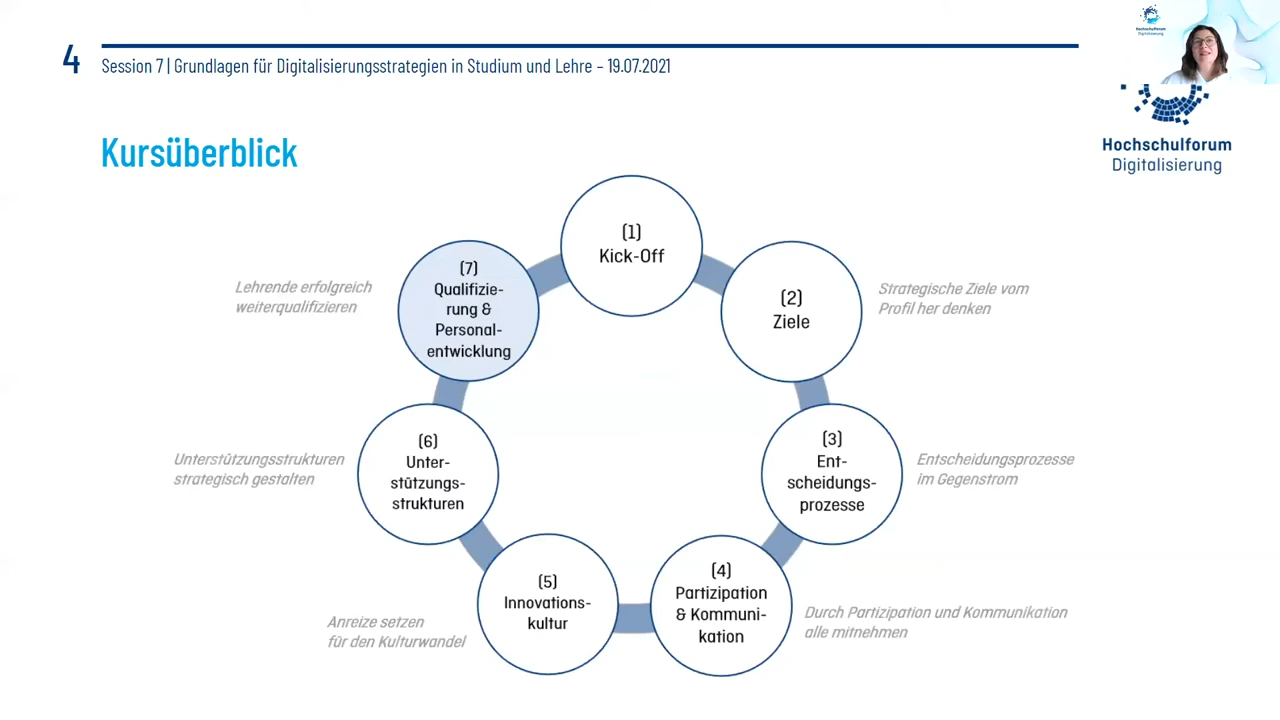 4
Session 7 | Grundlagen für Digitalisierungsstrategien in Studium und Lehre – 19.07.2021
Hochschulforum
Digitalisierung
Hochschulforum
Digitalisierung
Kursüberblick
(1)
Kick-Off
(2)
Ziele
Strategische Ziele vom
Profil her denken
(3)
Ent-
scheidungs-
prozesse
Entscheidungsprozesse
im Gegenstrom
(4)
Partizipation
& Kommuni-
kation
Durch Partizipation und Kommunikation
alle mitnehmen
(5)
Innovations-
kultur
Anreize setzen
für den Kulturwandel
(6)
Unter-
stützungs-
strukturen
Unterstützungsstrukturen
strategisch gestalten
(7)
Qualifizie-
rung &
Personal-
entwicklung
Lehrende erfolgreich
weiterqualifizieren